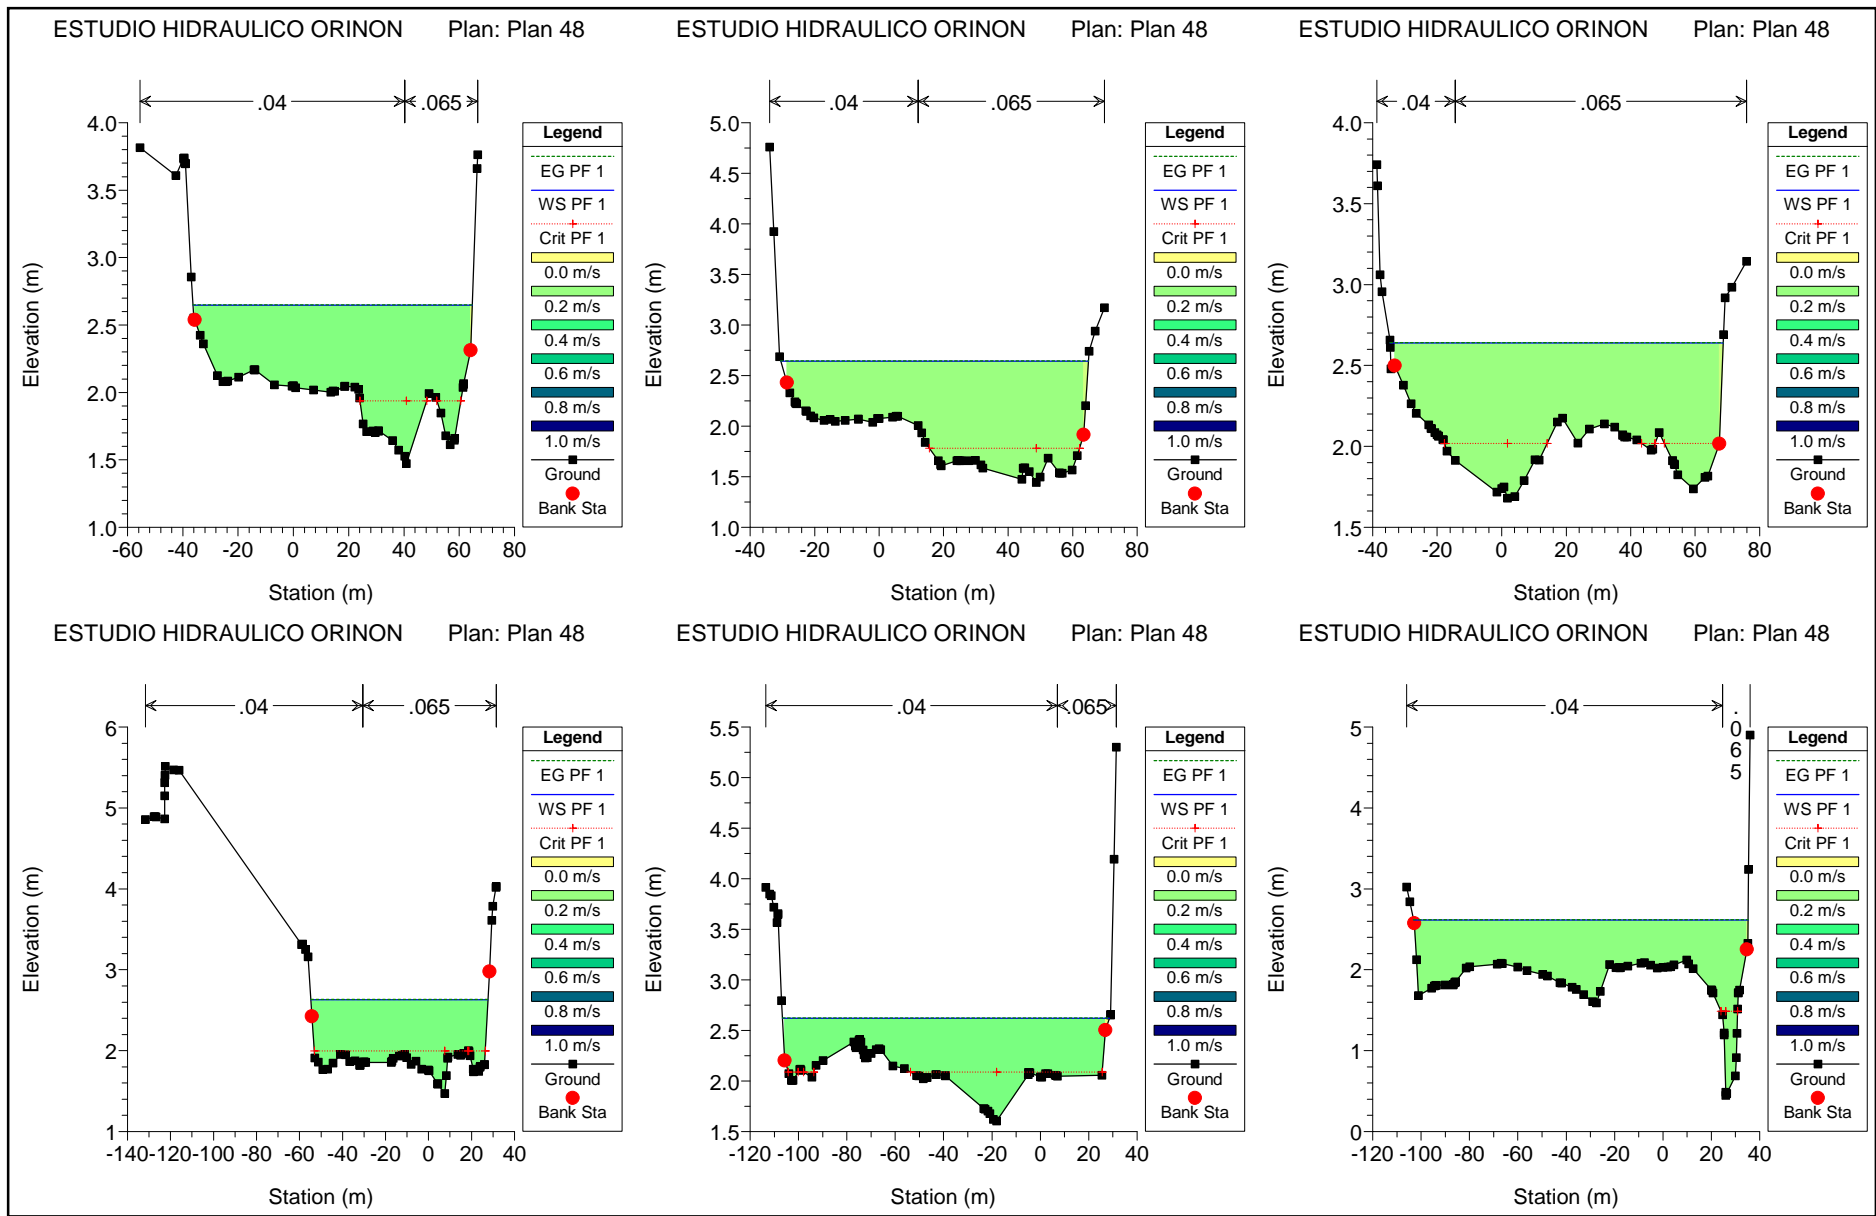 ESTUDIO HIDRAULICO ORINON Plan: Plan 48
.04 .065
Elevation (m)
4.0
3.5
3.0
2.5
2.0
1.5
1.0
-60 -40 -20 0 20 40 60 80
Station (m)
Legend
EG PF 1
WS PF 1
Crit PF 1
0.0 m/s
0.2 m/s
0.4 m/s
0.6 m/s
0.8 m/s
1.0 m/s
Ground
Bank Sta
ESTUDIO HIDRAULICO ORINON Plan: Plan 48
.04 .065
Elevation (m)
5.0
4.5
4.0
3.5
3.0
2.5
2.0
1.5
1.0
-40 -20 0 20 40 60 80
Station (m)
Legend
EG PF 1
WS PF 1
Crit PF 1
0.0 m/s
0.2 m/s
0.4 m/s
0.6 m/s
0.8 m/s
1.0 m/s
Ground
Bank Sta
ESTUDIO HIDRAULICO ORINON Plan: Plan 48
.04 .065
Elevation (m)
4.0
3.5
3.0
2.5
2.0
1.5
-40 -20 0 20 40 60 80
Station (m)
Legend
EG PF 1
WS PF 1
Crit PF 1
0.0 m/s
0.2 m/s
0.4 m/s
0.6 m/s
0.8 m/s
1.0 m/s
Ground
Bank Sta
ESTUDIO HIDRAULICO ORINON Plan: Plan 48
.04 .065
Elevation (m)
6
5
4
3
2
1
-140 -120 -100 -80 -60 -40 -20 0 20 40
Station (m)
Legend
EG PF 1
WS PF 1
Crit PF 1
0.0 m/s
0.2 m/s
0.4 m/s
0.6 m/s
0.8 m/s
1.0 m/s
Ground
Bank Sta
ESTUDIO HIDRAULICO ORINON Plan: Plan 48
.04 .065
Elevation (m)
5.5
5.0
4.5
4.0
3.5
3.0
2.5
2.0
1.5
-120 -100 -80 -60 -40 -20 0 20 40
Station (m)
Legend
EG PF 1
WS PF 1
Crit PF 1
0.0 m/s
0.2 m/s
0.4 m/s
0.6 m/s
0.8 m/s
1.0 m/s
Ground
Bank Sta
ESTUDIO HIDRAULICO ORINON Plan: Plan 48
.04 .065
Elevation (m)
5
4
3
2
1
0
-120 -100 -80 -60 -40 -20 0 20 40
Station (m)
Legend
EG PF 1
WS PF 1
Crit PF 1
0.0 m/s
0.2 m/s
0.4 m/s
0.6 m/s
0.8 m/s
1.0 m/s
Ground
Bank Sta